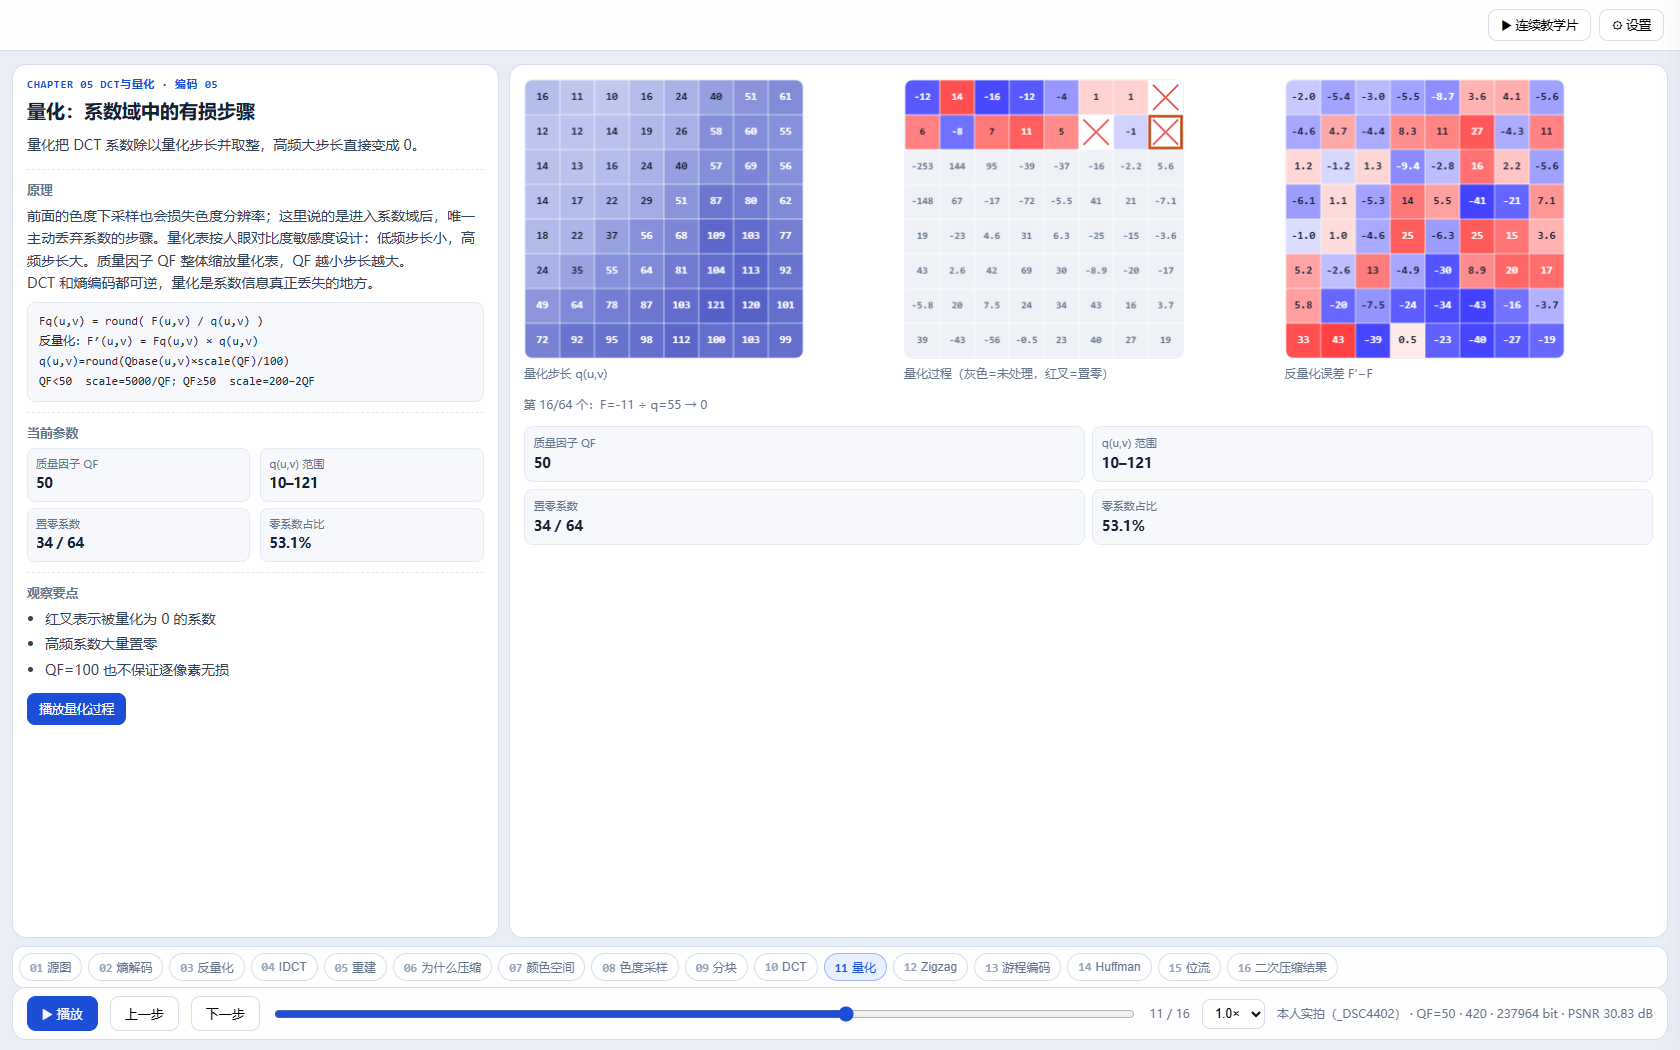 ▶ 连续教学片
⚙ 设置
CHAPTER 05 DCT与量化 · 编码 05
量化：系数域中的有损步骤
量化把 DCT 系数除以量化步长并取整，高频大步长直接变成 0。
原理
前面的色度下采样也会损失色度分辨率；这里说的是进入系数域后，唯一
主动丢弃系数的步骤。量化表按人眼对比度敏感度设计：低频步长小，高
频步长大。质量因子 QF 整体缩放量化表，QF 越小步长越大。
DCT 和熵编码都可逆，量化是系数信息真正丢失的地方。
Fq(u,v) = round( F(u,v) / q(u,v) )
反量化: F′(u,v) = Fq(u,v) × q(u,v)
q(u,v)=round(Qbase(u,v)×scale(QF)/100)
QF<50 scale=5000/QF; QF≥50 scale=200−2QF
当前参数
质量因子 QF
50
q(u,v) 范围
10–121
置零系数
34 / 64
零系数占比
53.1%
观察要点
• 红叉表示被量化为 0 的系数
• 高频系数大量置零
• QF=100 也不保证逐像素无损
播放量化过程
16 11 10 16 24 40 51 61
12 12 14 19 26 58 60 55
14 13 16 24 40 57 69 56
14 17 22 29 51 87 80 62
18 22 37 56 68 109 103 77
24 35 55 64 81 104 113 92
49 64 78 87 103 121 120 101
72 92 95 98 112 100 103 99
量化步长 q(u,v)
-12 14 -16 -12 -4 1 1
6 -8 7 11 5 -1
-253 144 95 -39 -37 -16 -2.2 5.6
-148 67 -17 -72 -5.5 41 21 -7.1
19 -23 4.6 31 6.3 -25 -15 -3.6
43 2.6 42 69 30 -8.9 -20 -17
-5.8 20 7.5 24 34 43 16 3.7
39 -43 -56 -0.5 23 40 27 19
量化过程（灰色=未处理，红叉=置零）
-2.0 -5.4 -3.0 -5.5 -8.7 3.6 4.1 -5.6
-4.6 4.7 -4.4 8.3 11 27 -4.3 11
1.2 -1.2 1.3 -9.4 -2.8 16 2.2 -5.6
-6.1 1.1 -5.3 14 5.5 -41 -21 7.1
-1.0 1.0 -4.6 25 -6.3 25 15 3.6
5.2 -2.6 13 -4.9 -30 8.9 20 17
5.8 -20 -7.5 -24 -34 -43 -16 -3.7
33 43 -39 0.5 -23 -40 -27 -19
反量化误差 F′−F
第 16/64 个：F=-11 ÷ q=55 → 0
质量因子 QF
50
q(u,v) 范围
10–121
置零系数
34 / 64
零系数占比
53.1%
01 源图
02 熵解码
03 反量化
04 IDCT
05 重建
06 为什么压缩
07 颜色空间
08 色度采样
09 分块
10 DCT
11 量化
12 Zigzag
13 游程编码
14 Huffman
15 位流
16 二次压缩结果
▶ 播放
上一步
下一步
11 / 16
1.0×
本人实拍（_DSC4402） · QF=50 · 420 · 237964 bit · PSNR 30.83 dB